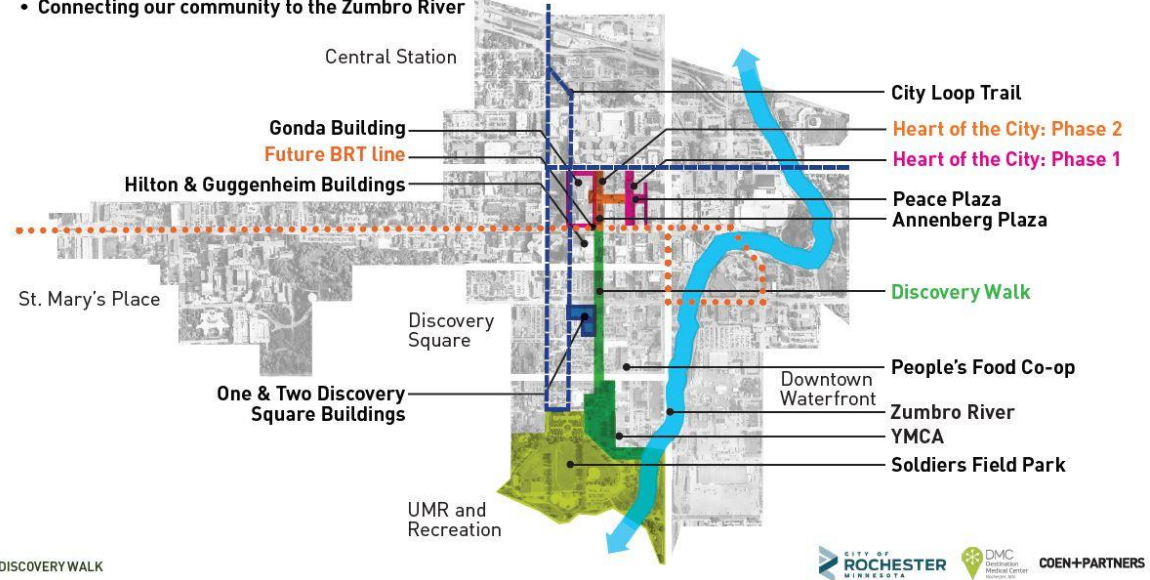 • Connecting our community to the Zumbro River
Central Station
City Loop Trail
Gonda Building
Heart of the City: Phase 2
Future BRT line
Heart of the City: Phase 1
Hilton & Guggenheim Buildings
Peace Plaza
Annenberg Plaza
St. Mary's Place
Discovery Walk
Discovery
Square
People's Food Co-op
One & Two Discovery
Square Buildings
Downtown
Waterfront
Zumbro River
YMCA
Soldiers Field Park
UMR and
Recreation
DISCOVERY WALK
CITY OF
ROCHESTER
MINNESOTA
DMC
Destination
Medical Center
Rochester, MN
COEN+PARTNERS